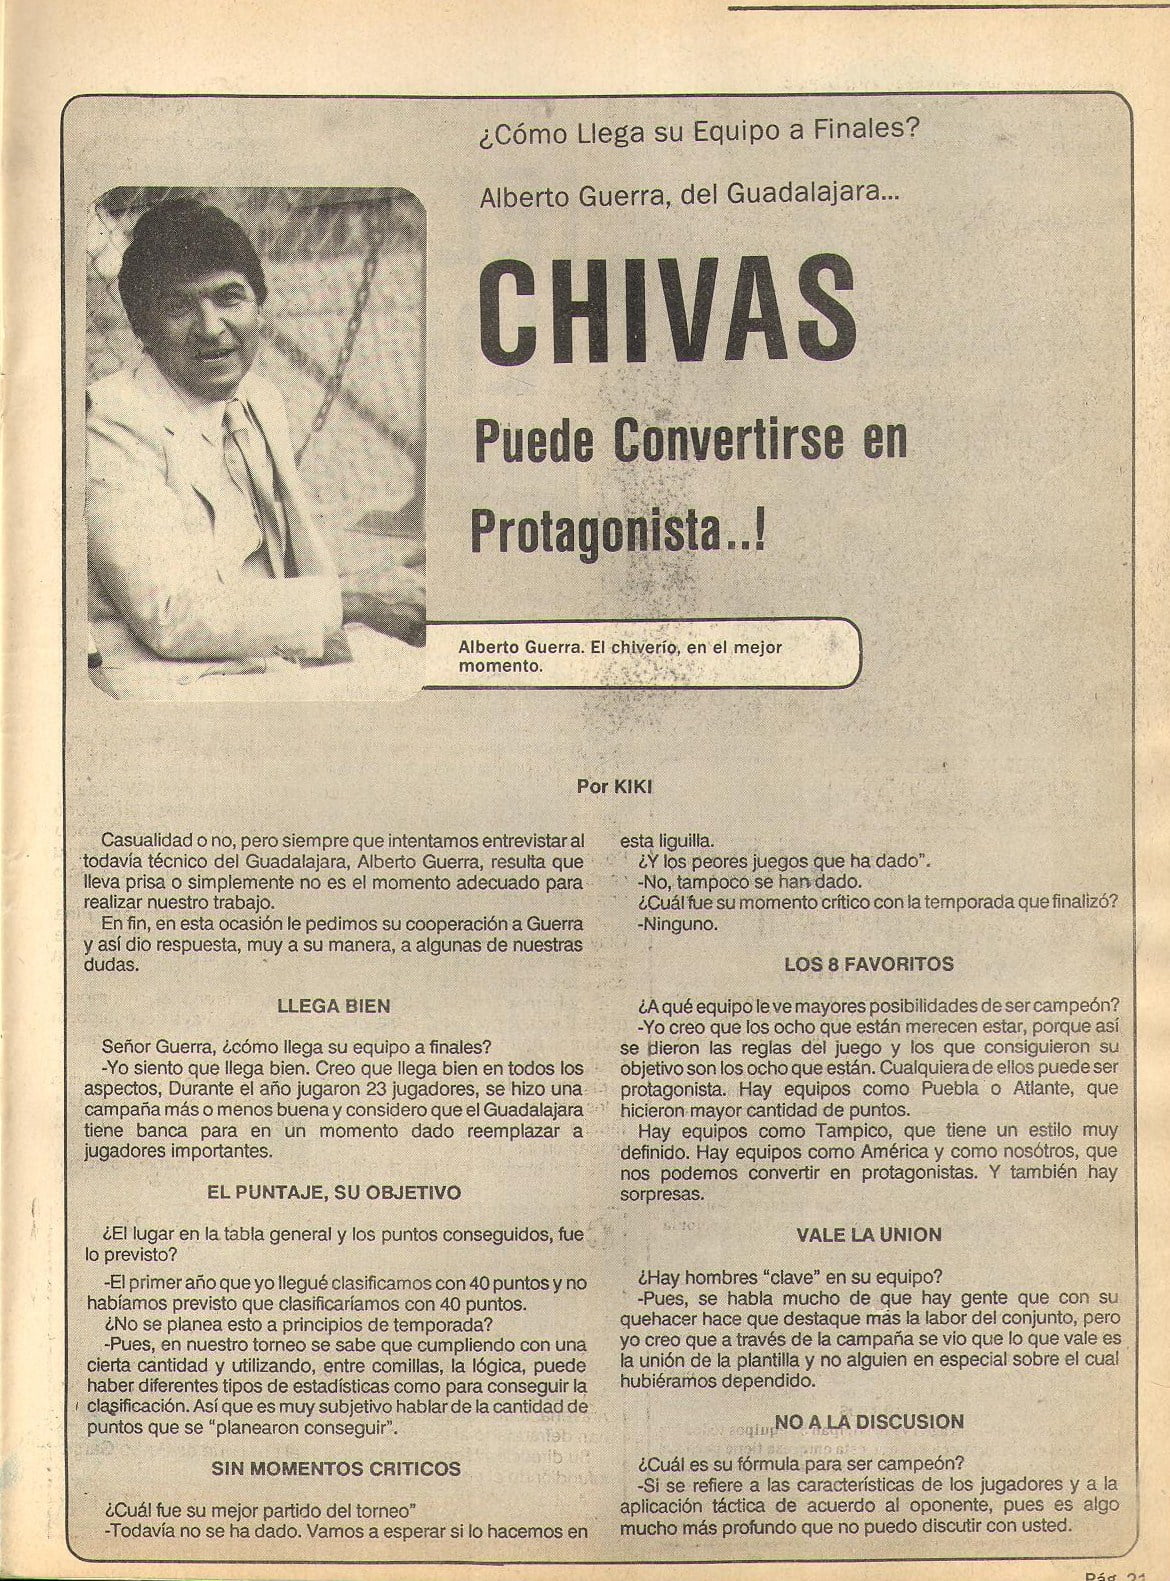 ¿Cómo Llega su Equipo a Finales?
Alberto Guerra, del Guadalajara...
CHIVAS
Puede Convertirse en
Protagonista..!
Alberto Guerra. El chiverío, en el mejor
momento.
Por KIKI
Casualidad o no, pero siempre que intentamos entrevistar al
todavía técnico del Guadalajara, Alberto Guerra, resulta que
lleva prisa o simplemente no es el momento adecuado para
realizar nuestro trabajo.
En fin, en esta ocasión le pedimos su cooperación a Guerra
y así dio respuesta, muy a su manera, a algunas de nuestras
dudas.
LLEGA BIEN
Señor Guerra, ¿cómo llega su equipo a finales?
-Yo siento que llega bien. Creo que llega bien en todos los
aspectos, Durante el año jugaron 23 jugadores, se hizo una
campaña más o menos buena y considero que el Guadalajara
tiene banca para en un momento dado reemplazar a
jugadores importantes.
EL PUNTAJE, SU OBJETIVO
¿El lugar en la tabla general y los puntos conseguidos, fue
lo previsto?
-El primer año que yo llegué clasificamos con 40 puntos y no
habíamos previsto que clasificaríamos con 40 puntos.
¿No se planea esto a principios de temporada?
-Pues, en nuestro torneo se sabe que cumpliendo con una
cierta cantidad y utilizando, entre comillas, la lógica, puede
haber diferentes tipos de estadísticas como para conseguir la
clasificación. Así que es muy subjetivo hablar de la cantidad de
puntos que se "planearon conseguir".
SIN MOMENTOS CRITICOS
¿Cuál fue su mejor partido del torneo"
-Todavía no se ha dado. Vamos a esperar si lo hacemos en
esta liguilla.
¿Y los peores juegos que ha dado".
-No, tampoco se han dado.
¿Cuál fue su momento crítico con la temporada que finalizó?
-Ninguno.
LOS 8 FAVORITOS
¿A qué equipo le ve mayores posibilidades de ser campeón?
-Yo creo que los ocho que están merecen estar, porque así
se dieron las reglas del juego y los que consiguieron su
objetivo son los ocho que están. Cualquiera de ellos puede ser
protagonista. Hay equipos como Puebla o Atlante, que
hicieron mayor cantidad de puntos.
Hay equipos como Tampico, que tiene un estilo muy
definido. Hay equipos como América y como nosótros, que
nos podemos convertir en protagonistas. Y también hay
sorpresas.
VALE LA UNION
¿Hay hombres "clave" en su equipo?
-Pues, se habla mucho de que hay gente que con su
quehacer hace que destaque más la labor del conjunto, pero
yo creo que a través de la campaña se vio que lo que vale es
la unión de la plantilla y no alguien en especial sobre el cual
hubiéramos dependido.
NO A LA DISCUSION
¿Cuál es su fórmula para ser campeón?
-Si se refiere a las características de los jugadores y a la
aplicación táctica de acuerdo al oponente, pues es algo
mucho más profundo que no puedo discutir con usted.
Pág. 21